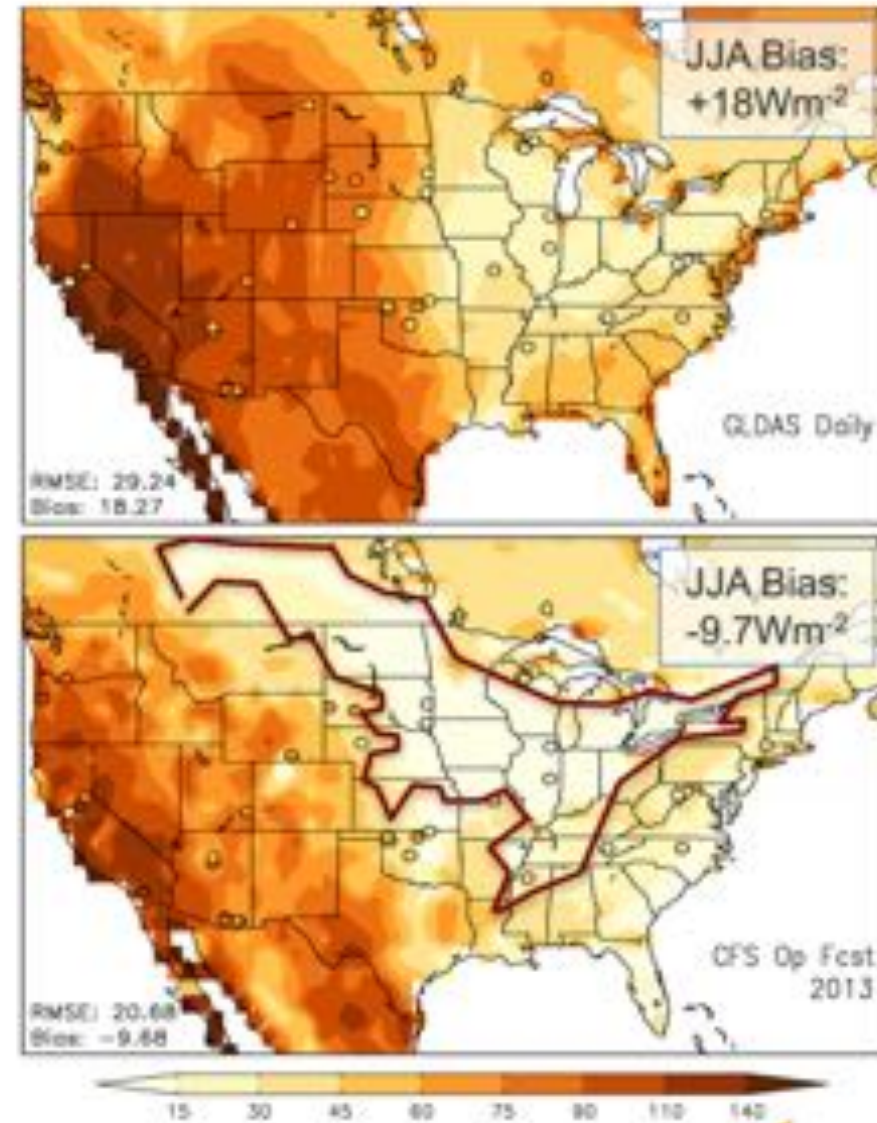 JJA Bias:
+18Wm⁻²
GLDAS Daily
RMSE: 29.24
Bias: 18.27
JJA Bias:
-9.7Wm⁻²
CFS Op Fcst
2013
RMSE: 20.68
Bias: -9.68
15 30 45 60 75 90 110 140